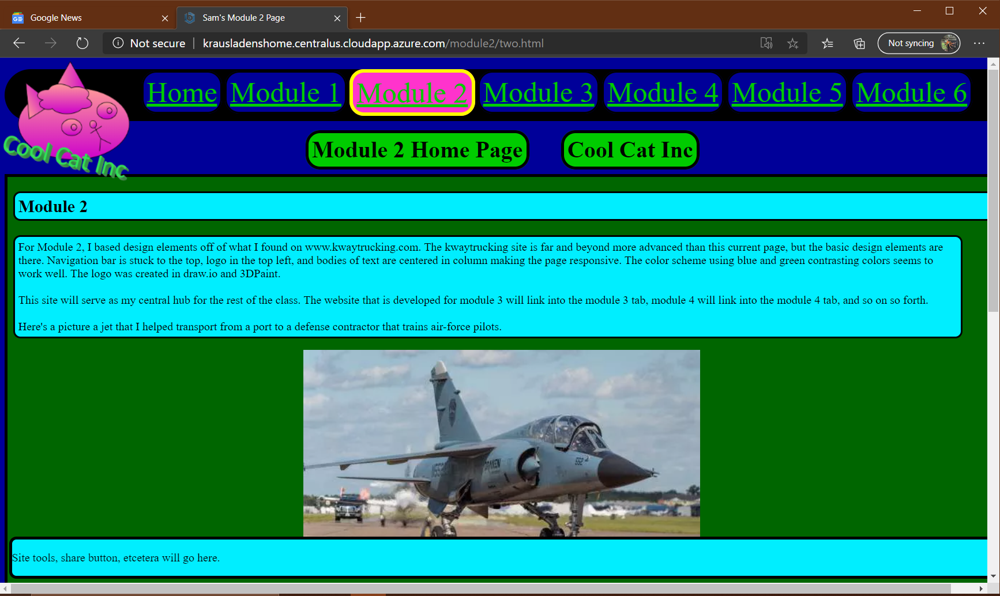 Google News
Sam's Module 2 Page
Not secure
krausladenshome.centralus.cloudapp.azure.com/module2/two.html
Not syncing
Home Module 1 Module 2 Module 3 Module 4 Module 5 Module 6
Cool Cat Inc
Module 2 Home Page
Cool Cat Inc
Module 2
For Module 2, I based design elements off of what I found on www.kwaytrucking.com. The kwaytrucking site is far and beyond more advanced than this current page, but the basic design elements are
there. Navigation bar is stuck to the top, logo in the top left, and bodies of text are centered in column making the page responsive. The color scheme using blue and green contrasting colors seems to
work well. The logo was created in draw.io and 3DPaint.
This site will serve as my central hub for the rest of the class. The website that is developed for module 3 will link into the module 3 tab, module 4 will link into the module 4 tab, and so on so forth.
Here's a picture a jet that I helped transport from a port to a defense contractor that trains air-force pilots.
552
DRAKEN
Site tools, share button, etcetera will go here.